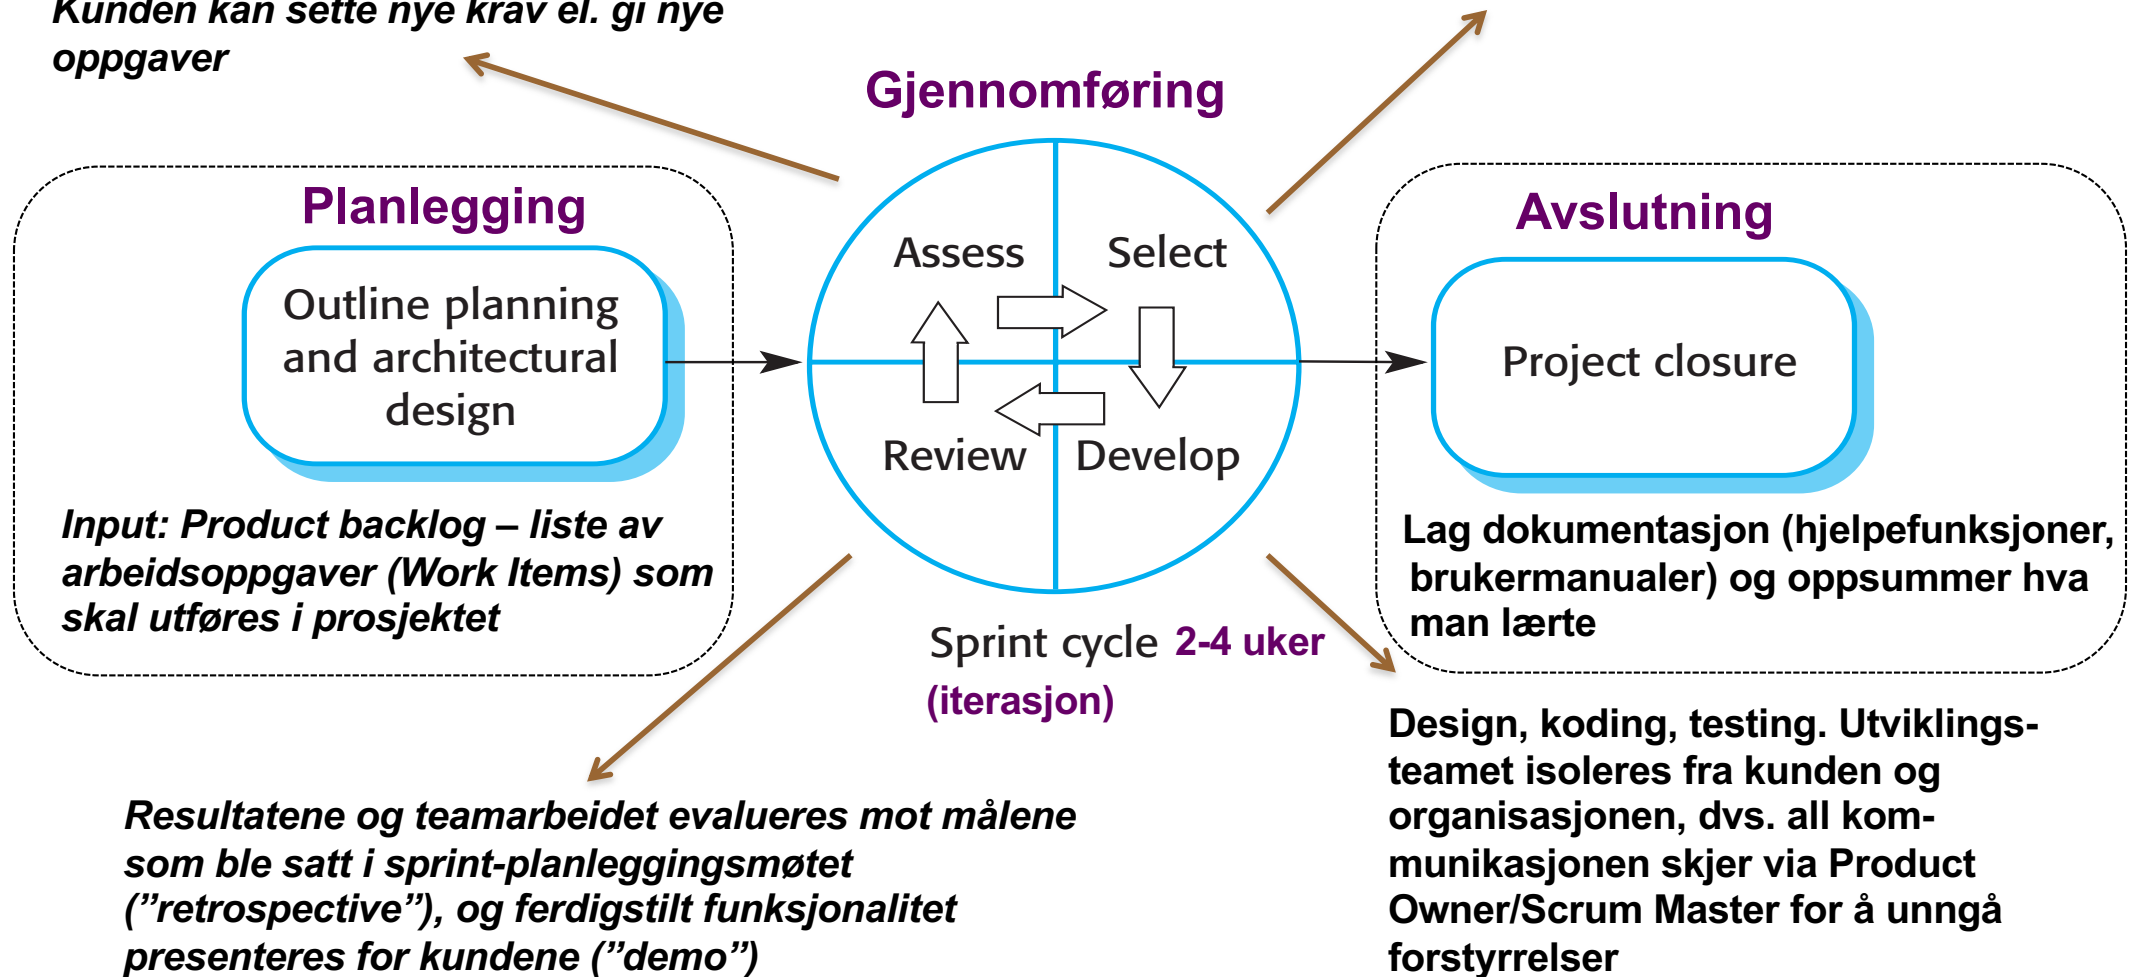 Kunden kan sette nye krav el. gi nye
oppgaver
Gjennomføring
Planlegging
Outline planning
and architectural
design
Input: Product backlog – liste av
arbeidsoppgaver (Work Items) som
skal utføres i prosjektet
Assess
Select
Review
Develop
Sprint cycle 2-4 uker
(iterasjon)
Avslutning
Project closure
Lag dokumentasjon (hjelpefunksjoner,
brukermanualer) og oppsummer hva
man lærte
Resultatene og teamarbeidet evalueres mot målene
som ble satt i sprint-planleggingsmøtet
(”retrospective”), og ferdigstilt funksjonalitet
presenteres for kundene (”demo”)
Design, koding, testing. Utviklings-
teamet isoleres fra kunden og
organisasjonen, dvs. all kom-
munikasjonen skjer via Product
Owner/Scrum Master for å unngå
forstyrrelser